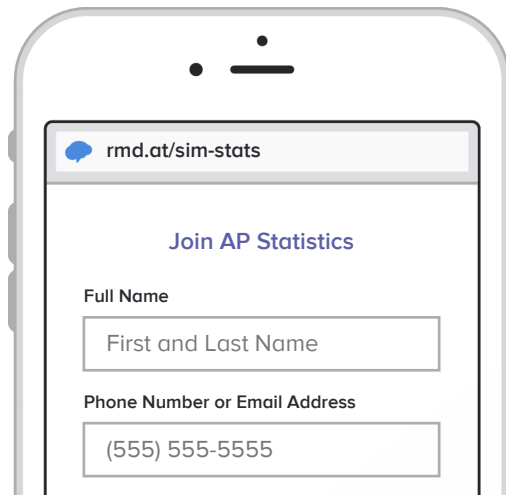 rmd.at/sim-stats
Join AP Statistics
Full Name
First and Last Name
Phone Number or Email Address
(555) 555-5555